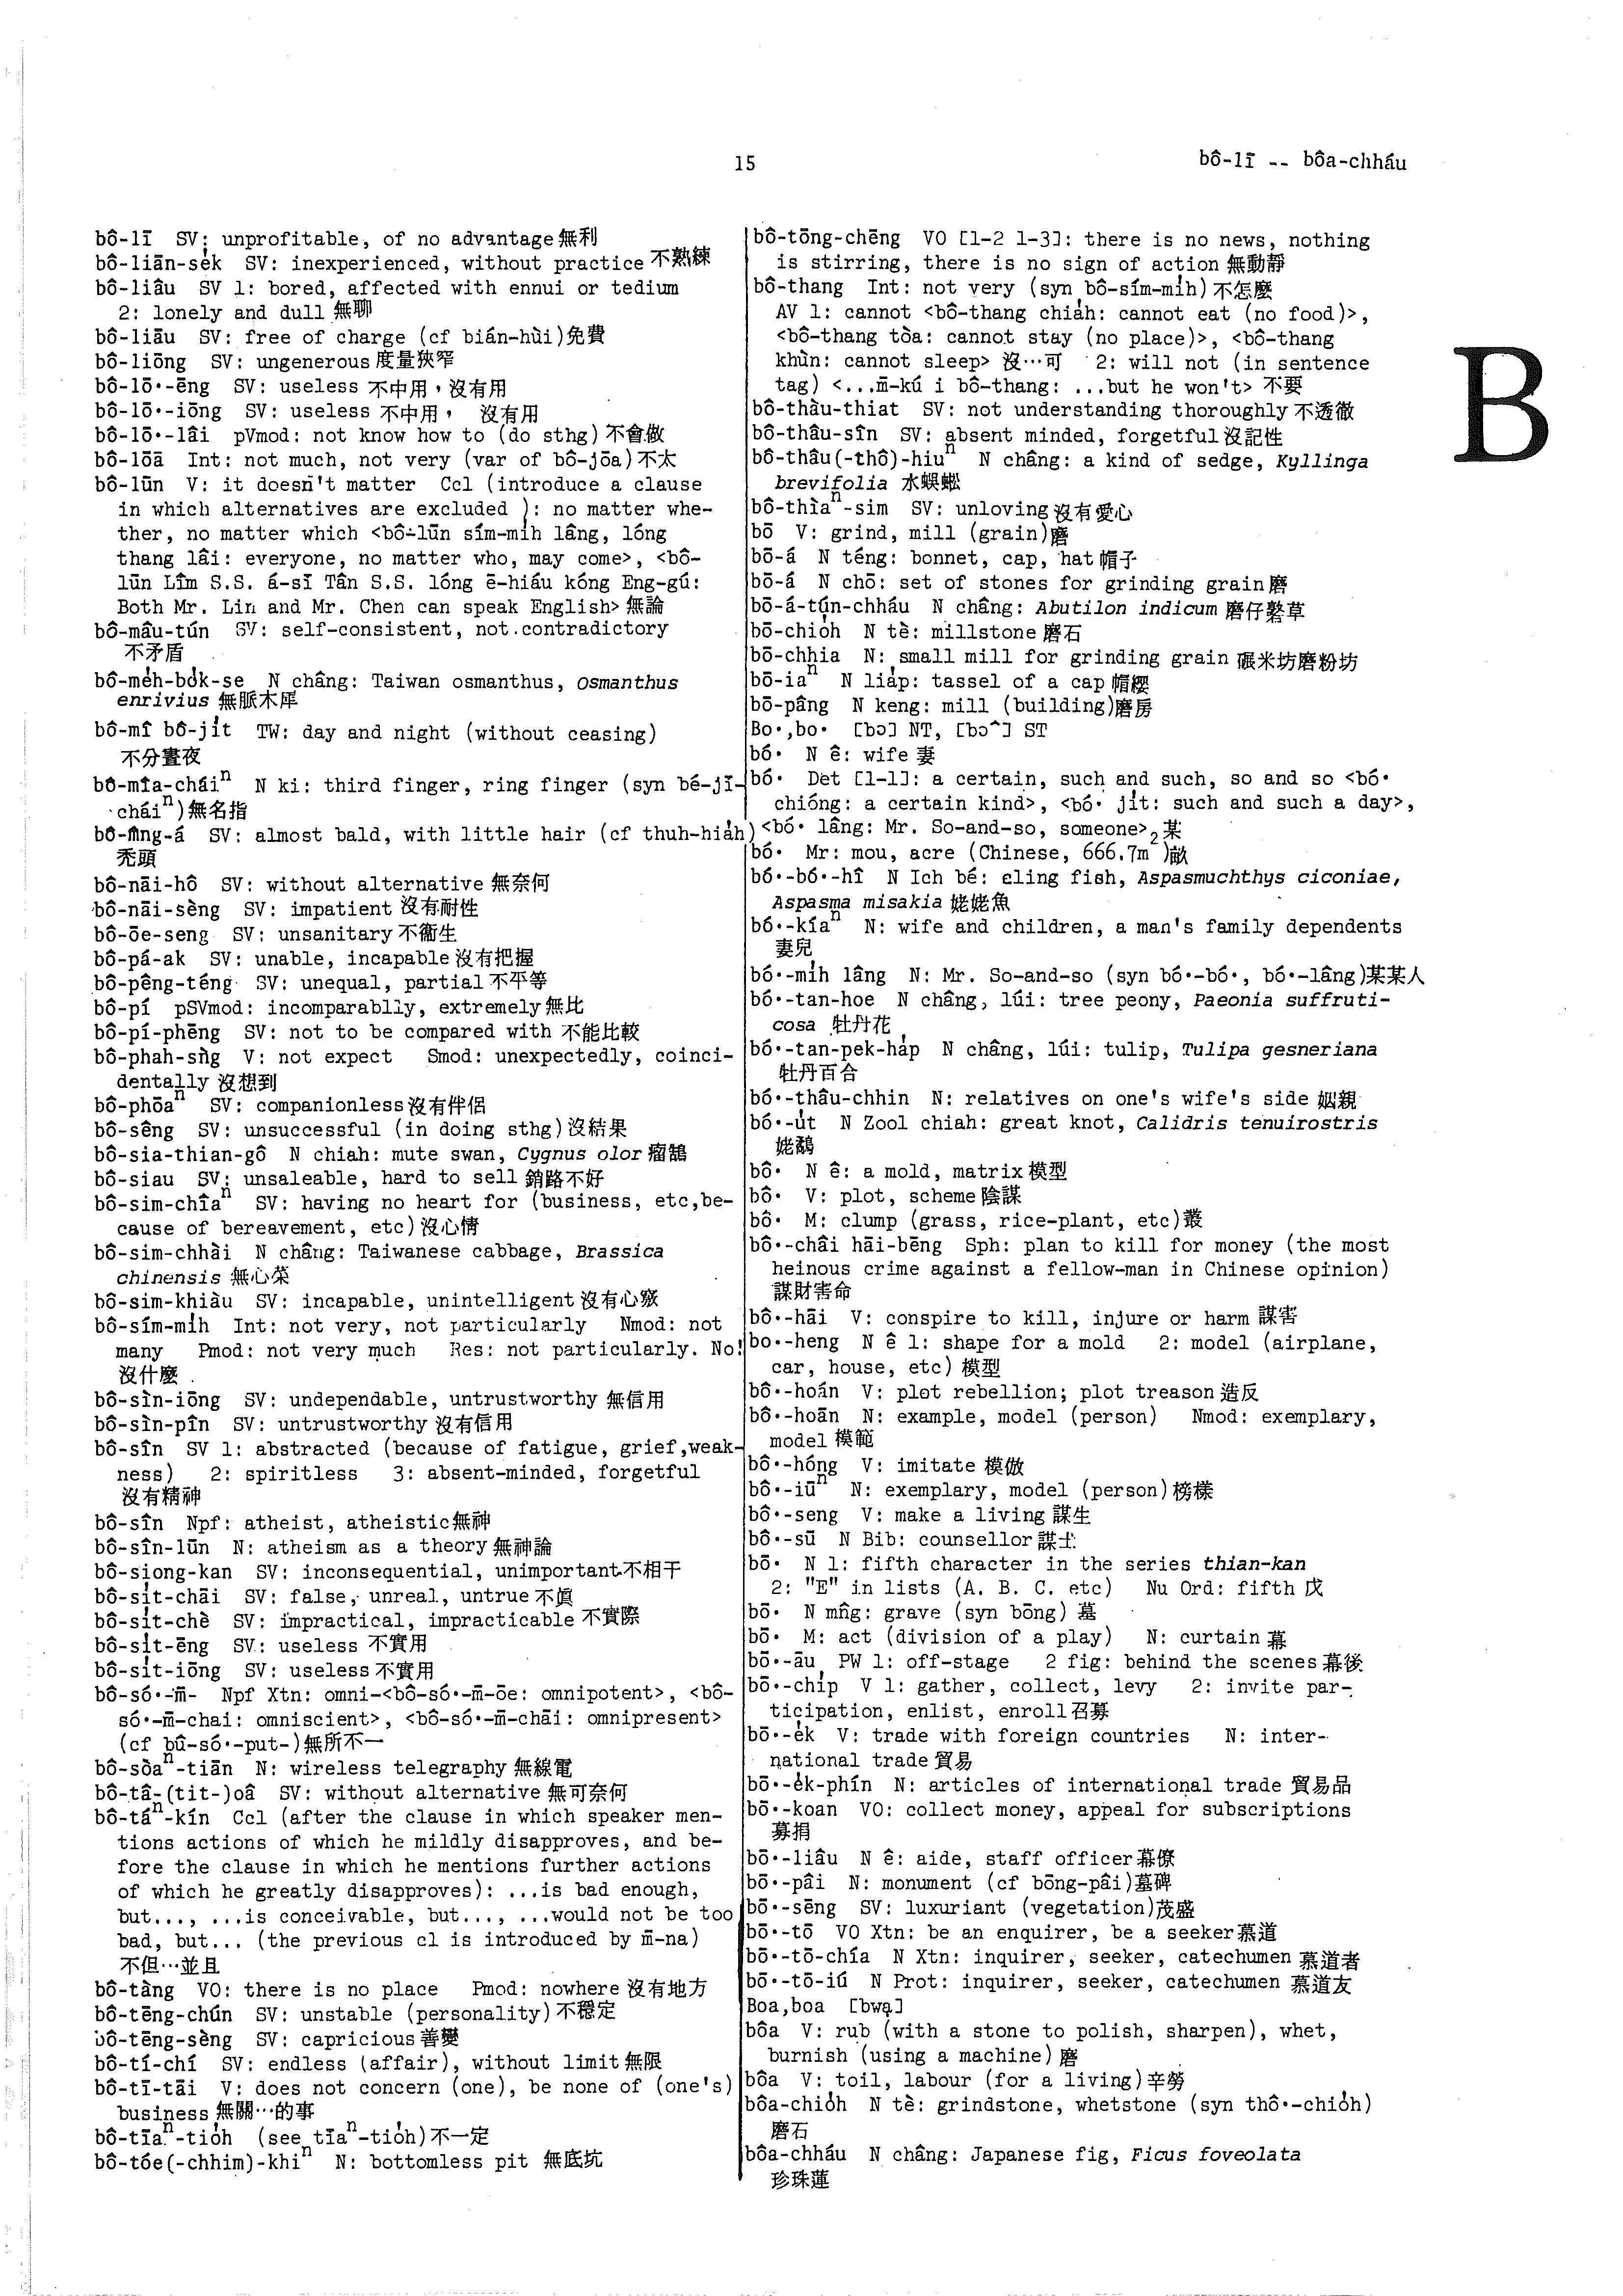 15
bô-lī -- bôa-chháu
bô-lī SV: unprofitable, of no advantage 無利
bô-liān-se̍k SV: inexperienced, without practice 不熟練
bô-liâu SV 1: bored, affected with ennui or tedium
2: lonely and dull 無聊
bô-liāu SV: free of charge (cf bián-hùi) 免費
bô-liōng SV: ungenerous 度量狹窄
bô-lō·-ēng SV: useless 不中用，沒有用
bô-lō·-iōng SV: useless 不中用， 沒有用
bô-lō·-lâi pVmod: not know how to (do sthg) 不會做
bô-lōā Int: not much, not very (var of bô-jōa) 不太
bô-lūn V: it doesn't matter Ccl (introduce a clause
in which alternatives are excluded ): no matter whe-
ther, no matter which <bô-lūn sím-mi̍h lâng, lóng
thang lâi: everyone, no matter who, may come>, <bô-
lūn Lîm S.S. á-sī Tân S.S. lóng ē-hiáu kóng Eng-gú:
Both Mr. Lin and Mr. Chen can speak English> 無論
bô-mâu-tún SV: self-consistent, not contradictory
不矛盾
bô-me̍h-bo̍k-se N châng: Taiwan osmanthus, Osmanthus
enrivius 無脈木犀
bô-mî bô-ji̍t TW: day and night (without ceasing)
不分晝夜
bô-mîa-cháiⁿ N ki: third finger, ring finger (syn bé-jī-
cháiⁿ) 無名指
bô-mn̂g-á SV: almost bald, with little hair (cf thuh-hia̍h)
禿頭
bô-nāi-hô SV: without alternative 無奈何
bô-nāi-sèng SV: impatient 沒有耐性
bô-ōe-seng SV: unsanitary 不衞生
bô-pá-ak SV: unable, incapable 沒有把握
bô-pêng-téng SV: unequal, partial 不平等
bô-pí pSVmod: incomparablly, extremely 無比
bô-pí-phēng SV: not to be compared with 不能比較
bô-phah-sǹg V: not expect Smod: unexpectedly, coinci-
dentally 沒想到
bô-phōaⁿ SV: companionless 沒有伴侶
bô-sêng SV: unsuccessful (in doing sthg) 沒結果
bô-sia-thian-gô N chiah: mute swan, Cygnus olor 瘤鵠
bô-siau SV: unsaleable, hard to sell 銷路不好
bô-sim-chîaⁿ SV: having no heart for (business, etc,be-
cause of bereavement, etc) 沒心情
bô-sim-chhài N châng: Taiwanese cabbage, Brassica
chinensis 無心菜
bô-sim-khiàu SV: incapable, unintelligent 沒有心竅
bô-sím-mi̍h Int: not very, not particularly Nmod: not
many Pmod: not very much Res: not particularly. No!
沒什麼
bô-sìn-iōng SV: undependable, untrustworthy 無信用
bô-sìn-pîn SV: untrustworthy 沒有信用
bô-sîn SV 1: abstracted (because of fatigue, grief,weak-
ness) 2: spiritless 3: absent-minded, forgetful
沒有精神
bô-sîn Npf: atheist, atheistic 無神
bô-sîn-lūn N: atheism as a theory 無神論
bô-siong-kan SV: inconsequential, unimportant 不相干
bô-si̍t-chāi SV: false, unreal, untrue 不眞
bô-si̍t-chè SV: impractical, impracticable 不實際
bô-si̍t-ēng SV: useless 不實用
bô-si̍t-iōng SV: useless 不實用
bô-só·-m̄- Npf Xtn: omni-<bô-só·-m̄-ōe: omnipotent>, <bô-
só·-m̄-chai: omniscient>, <bô-só·-m̄-chāi: omnipresent>
(cf bû-só·-put-) 無所不一
bô-sòaⁿ-tiān N: wireless telegraphy 無線電
bô-tâ-(tit-)oâ SV: without alternative 無可奈何
bô-táⁿ-kín Ccl (after the clause in which speaker men-
tions actions of which he mildly disapproves, and be-
fore the clause in which he mentions further actions
of which he greatly disapproves): ...is bad enough,
but..., ...is conceivable, but..., ...would not be too
bad, but... (the previous cl is introduced by m̄-na)
不但…並且
bô-tàng VO: there is no place Pmod: nowhere 沒有地方
bô-tēng-chún SV: unstable (personality) 不穩定
bô-tēng-sèng SV: capricious 善變
bô-tí-chí SV: endless (affair), without limit 無限
bô-tī-tāi V: does not concern (one), be none of (one's)
business 無關…的事
bô-tīaⁿ-tio̍h (see tīaⁿ-tio̍h) 不一定
bô-tóe(-chhim)-khiⁿ N: bottomless pit 無底坑
bô-tōng-chēng VO [1-2 1-3]: there is no news, nothing
is stirring, there is no sign of action 無動靜
bô-thang Int: not very (syn bô-sím-mi̍h) 不怎麼
AV 1: cannot <bô-thang chia̍h: cannot eat (no food)>,
<bô-thang tòa: cannot stay (no place)>, <bô-thang
khùn: cannot sleep> 沒…可 2: will not (in sentence
tag) <...m̄-kú i bô-thang: ...but he won't> 不要
bô-thàu-thiat SV: not understanding thoroughly 不透徹
bô-thâu-sîn SV: absent minded, forgetful 沒記性
bô-thâu(-thô)-hiuⁿ N châng: a kind of sedge, Kyllinga
brevifolia 水蜈蚣
bô-thìaⁿ-sim SV: unloving 沒有愛心
bō V: grind, mill (grain) 磨
bō-á N téng: bonnet, cap, hat 帽子
bō-á N chō: set of stones for grinding grain 磨
bō-á-tún-chháu N châng: Abutilon indicum 磨仔礱草
bō-chio̍h N tè: millstone 磨石
bō-chhia N: small mill for grinding grain 碾米坊磨粉坊
bō-iaⁿ N lia̍p: tassel of a cap 帽纓
bō-pâng N keng: mill (building) 磨房
Bo·,bo· [bɔ] NT, [bɔ^] ST
bó· N ê: wife 妻
bó· Det [1-1]: a certain, such and such, so and so <bó·
chióng: a certain kind>, <bó· ji̍t: such and such a day>,
<bó· lâng: Mr. So-and-so, someone>, 某
bó· Mr: mou, acre (Chinese, 666.7m²) 畝
bó·-bó·-hî N Ich bé: cling fish, Aspasmuchthys ciconiae,
Aspasma misakia 姥姥魚
bó·-kíaⁿ N: wife and children, a man's family dependents
妻兒
bó·-mi̍h lâng N: Mr. So-and-so (syn bó·-bó·, bó·-lâng) 某某人
bó·-tan-hoe N châng, lúi: tree peony, Paeonia suffruti-
cosa 牡丹花
bó·-tan-pek-ha̍p N châng, lúi: tulip, Tulipa gesneriana
牡丹百合
bó·-thâu-chhin N: relatives on one's wife's side 姻親
bó·-u̍t N Zool chiah: great knot, Calidris tenuirostris
姥鷸
bô· N ê: a mold, matrix 模型
bô· V: plot, scheme 陰謀
bô· M: clump (grass, rice-plant, etc) 叢
bô·-châi hāi-bēng Sph: plan to kill for money (the most
heinous crime against a fellow-man in Chinese opinion)
謀財害命
bô·-hāi V: conspire to kill, injure or harm 謀害
bo·-heng N ê 1: shape for a mold 2: model (airplane,
car, house, etc) 模型
bô·-hoán V: plot rebellion; plot treason 造反
bô·-hoān N: example, model (person) Nmod: exemplary,
model 模範
bô·-hóng V: imitate 模倣
bô·-iūⁿ N: exemplary, model (person) 榜樣
bô·-seng V: make a living 謀生
bô·-sū N Bib: counsellor 謀士
bō· N 1: fifth character in the series thian-kan
2: "E" in lists (A. B. C. etc) Nu Ord: fifth 戊
bō· N mn̂g: grave (syn bōng) 墓
bō· M: act (division of a play) N: curtain 幕
bō·-āu PW 1: off-stage 2 fig: behind the scenes 幕後
bō·-chi̍p V 1: gather, collect, levy 2: invite par-
ticipation, enlist, enroll 召募
bō·-e̍k V: trade with foreign countries N: inter-
national trade 貿易
bō·-e̍k-phín N: articles of international trade 貿易品
bō·-koan VO: collect money, appeal for subscriptions
募捐
bō·-liâu N ê: aide, staff officer 幕僚
bō·-pâi N: monument (cf bōng-pâi) 墓碑
bō·-sēng SV: luxuriant (vegetation) 茂盛
bō·-tō VO Xtn: be an enquirer, be a seeker 慕道
bō·-tō-chía N Xtn: inquirer, seeker, catechumen 慕道者
bō·-tō-iú N Prot: inquirer, seeker, catechumen 慕道友
Boa,boa [bwa]
bôa V: rub (with a stone to polish, sharpen), whet,
burnish (using a machine) 磨
bôa V: toil, labour (for a living) 辛勞
bôa-chio̍h N tè: grindstone, whetstone (syn thô·-chio̍h)
磨石
bôa-chháu N châng: Japanese fig, Ficus foveolata
珍珠蓮
B